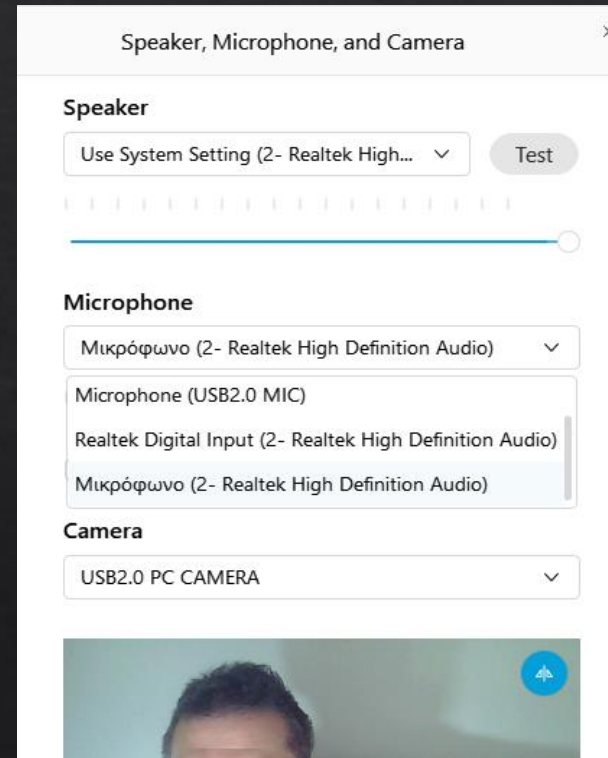 Speaker, Microphone, and Camera
Speaker
Use System Setting (2- Realtek High...
Test
Microphone
Μικρόφωνο (2- Realtek High Definition Audio)
Microphone (USB2.0 MIC)
Realtek Digital Input (2- Realtek High Definition Audio)
Μικρόφωνο (2- Realtek High Definition Audio)
Camera
USB2.0 PC CAMERA